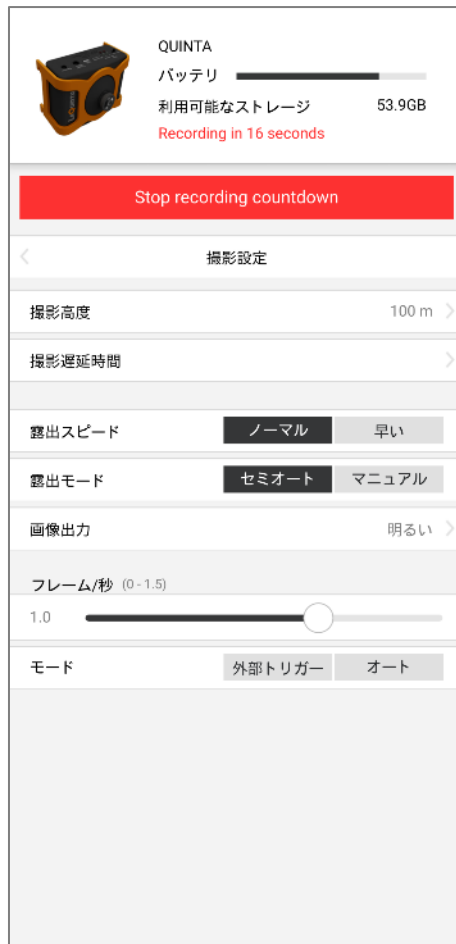 QUINTA
バッテリ
利用可能なストレージ 53.9GB
Recording in 16 seconds
Stop recording countdown
撮影設定
撮影高度 100 m
撮影遅延時間
露出スピード ノーマル 早い
露出モード セミオート マニュアル
画像出力 明るい
フレーム/秒 (0 - 1.5)
1.0
モード 外部トリガー オート